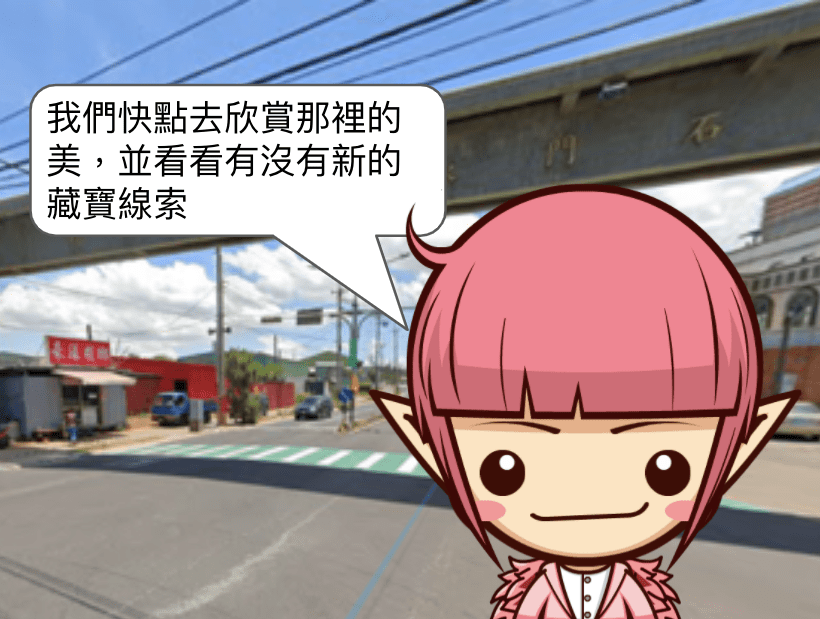 我們快點去欣賞那裡的
美，並看看有沒有新的
藏寶線索
門 石